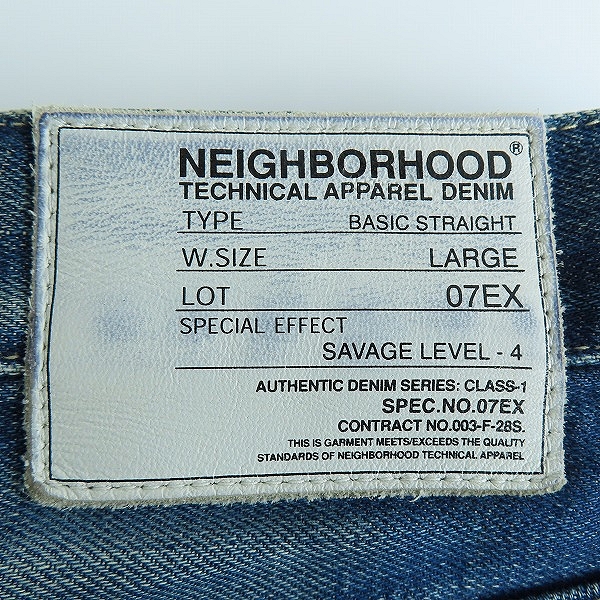 NEIGHBORHOOD®
TECHNICAL APPAREL DENIM
TYPE BASIC STRAIGHT
W.SIZE LARGE
LOT 07EX
SPECIAL EFFECT
SAVAGE LEVEL - 4
AUTHENTIC DENIM SERIES: CLASS-1
SPEC.NO.07EX
CONTRACT NO.003-F-28S.
THIS IS GARMENT MEETS/EXCEEDS THE QUALITY
STANDARDS OF NEIGHBORHOOD TECHNICAL APPAREL